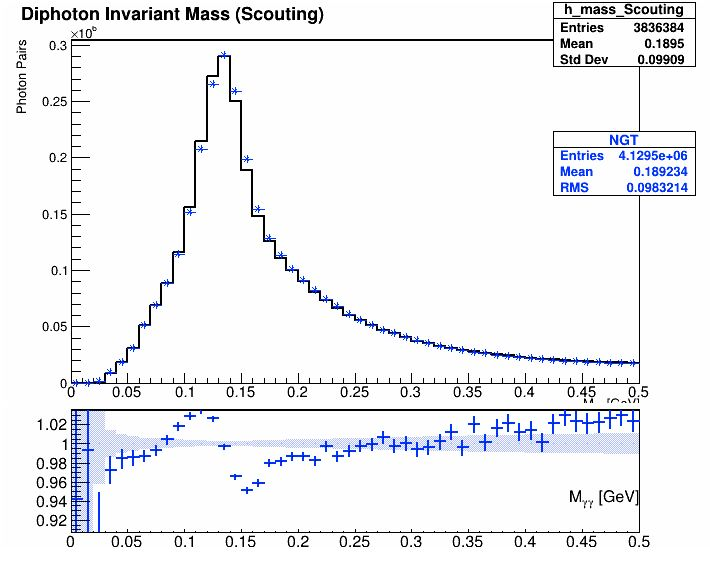 Diphoton Invariant Mass (Scouting)
×10⁶
Photon Pairs
h_mass_Scouting
Entries 3836384
Mean 0.1895
Std Dev 0.09909
NGT
Entries 4.1295e+06
Mean 0.189234
RMS 0.0983214
0.3
0.25
0.2
0.15
0.1
0.05
0
0 0.05 0.1 0.15 0.2 0.25 0.3 0.35 0.4 0.45 0.5
[GeV]
1.02
1
0.98
0.96
0.94
0.92
Mγγ [GeV]
0 0.05 0.1 0.15 0.2 0.25 0.3 0.35 0.4 0.45 0.5